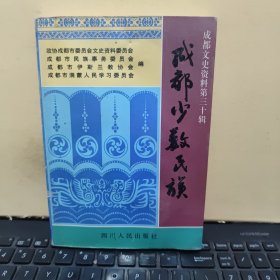 成都文史资料第三十辑
成都少数民族
政协成都市委员会文史资料委员会
成都市民族事务委员会
成都市伊斯兰教协会
成都市满蒙人民学习委员会
编
四川人民出版社